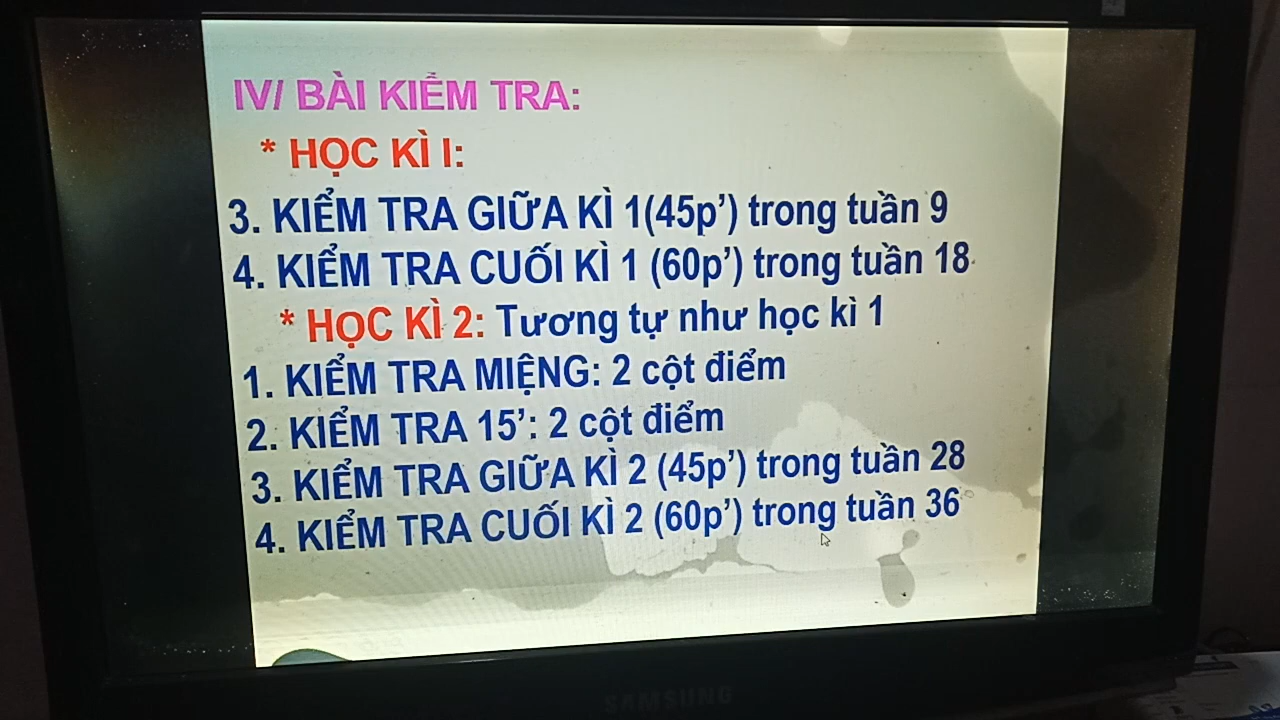 IV/ BÀI KIỂM TRA:
* HỌC KÌ I:
3. KIỂM TRA GIỮA KÌ 1(45p’) trong tuần 9
4. KIỂM TRA CUỐI KÌ 1 (60p’) trong tuần 18
* HỌC KÌ 2: Tương tự như học kì 1
1. KIỂM TRA MIỆNG: 2 cột điểm
2. KIỂM TRA 15’: 2 cột điểm
3. KIỂM TRA GIỮA KÌ 2 (45p’) trong tuần 28
4. KIỂM TRA CUỐI KÌ 2 (60p’) trong tuần 36
SAMSUNG